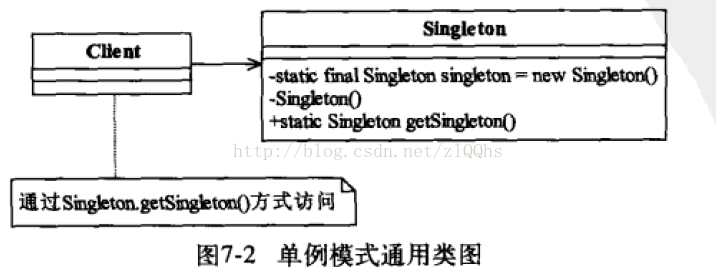 Client
Singleton
-static final Singleton singleton = new Singleton()
-Singleton()
+static Singleton getSingleton()
http://blog.csdn.net/zlQQhs
通过Singleton.getSingleton()方式访问
图7-2 单例模式通用类图